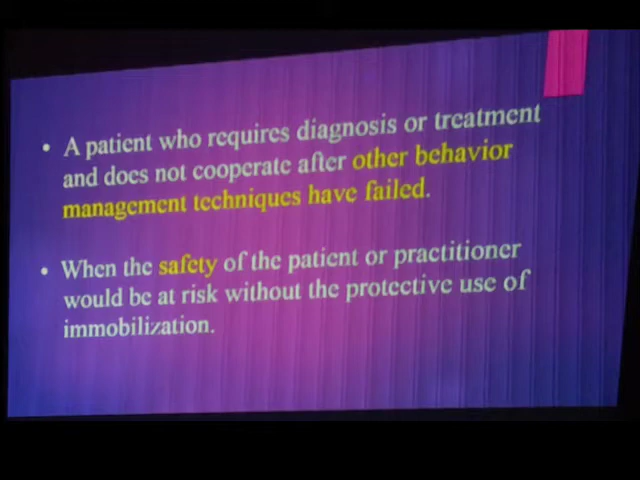 • A patient who requires diagnosis or treatment
and does not cooperate after other behavior
management techniques have failed.
• When the safety of the patient or practitioner
would be at risk without the protective use of
immobilization.